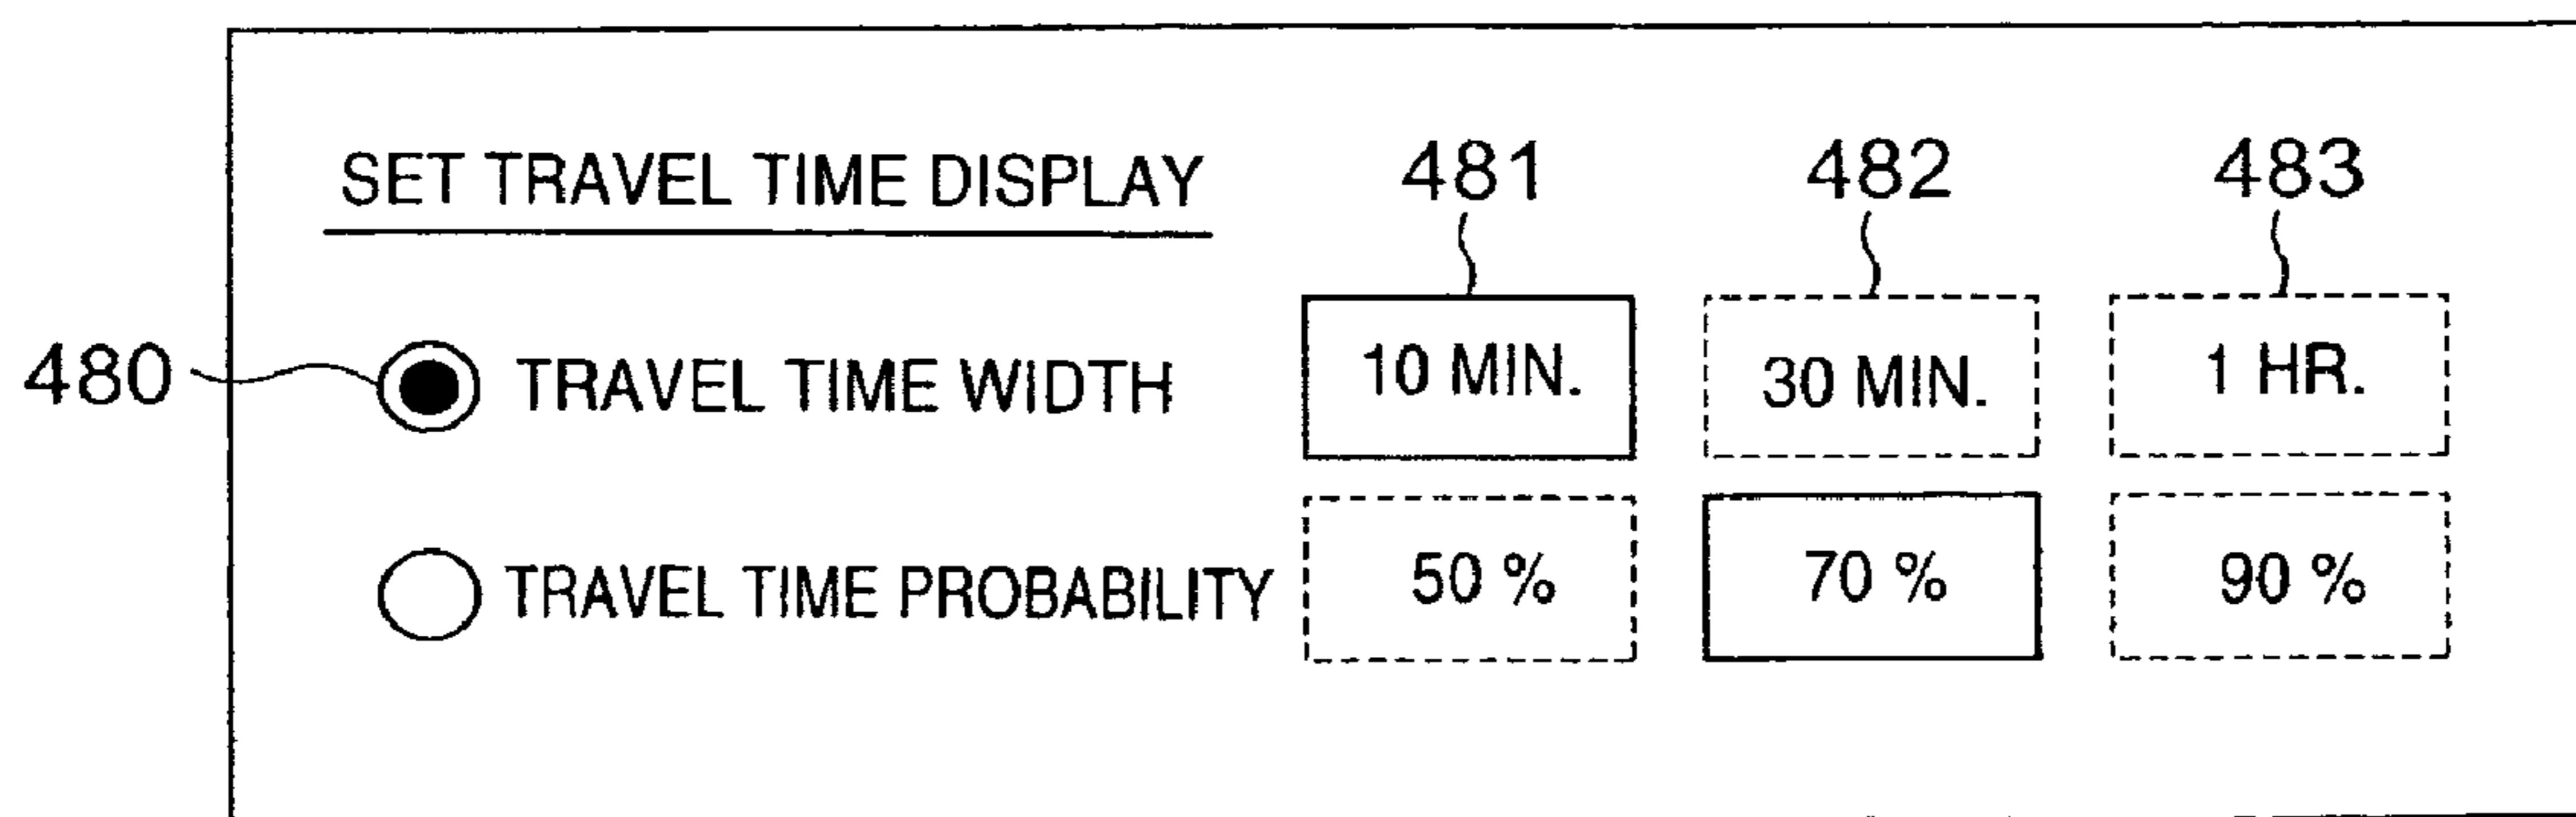 SET TRAVEL TIME DISPLAY 481 482 483
480 TRAVEL TIME WIDTH 10 MIN. 30 MIN. 1 HR.
TRAVEL TIME PROBABILITY 50 % 70 % 90 %